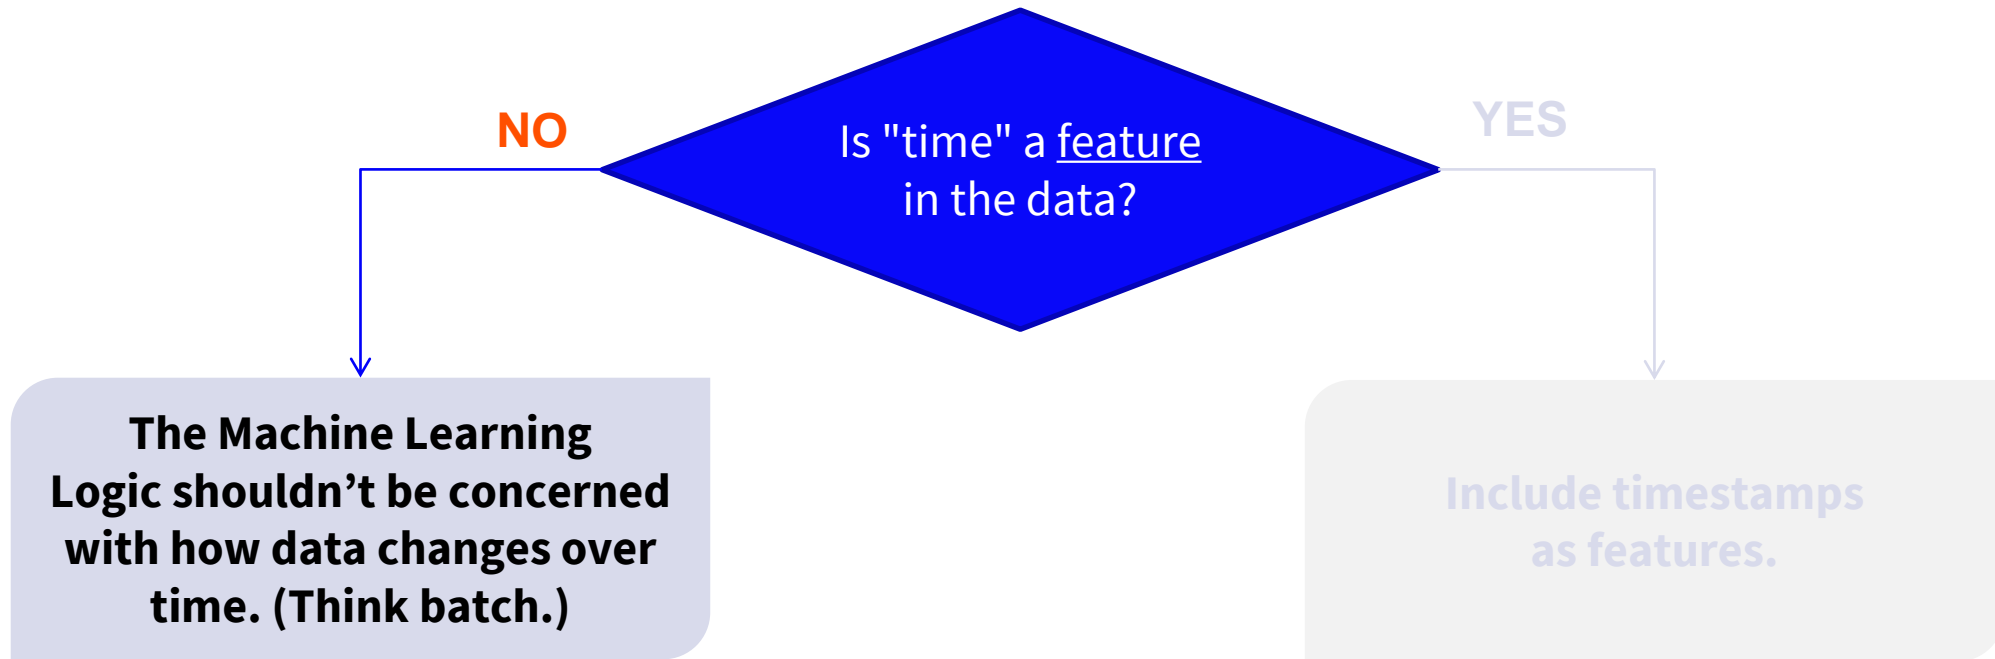 NO
Is "time" a feature
in the data?
YES
The Machine Learning
Logic shouldn’t be concerned
with how data changes over
time. (Think batch.)
Include timestamps
as features.